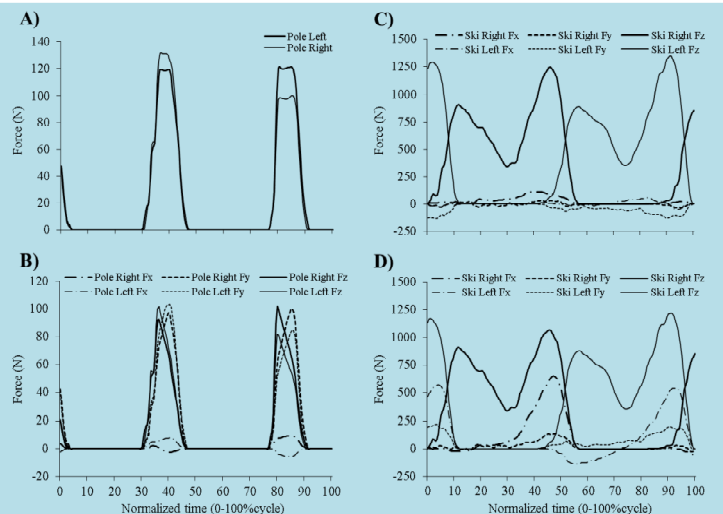 A)
Pole Left
Pole Right
Force (N)
140
120
100
80
60
40
20
0
0 10 20 30 40 50 60 70 80 90 100
C)
Ski Right Fx Ski Right Fy Ski Right Fz
Ski Left Fx Ski Left Fy Ski Left Fz
Force (N)
1500
1250
1000
750
500
250
0
-250
0 10 20 30 40 50 60 70 80 90 100
B)
Pole Right Fx Pole Right Fy Pole Right Fz
Pole Left Fx Pole Left Fy Pole Left Fz
Force (N)
120
100
80
60
40
20
0
-20
0 10 20 30 40 50 60 70 80 90 100
Normalized time (0-100%cycle)
D)
Ski Right Fx Ski Right Fy Ski Right Fz
Ski Left Fx Ski Left Fy Ski Left Fz
Force (N)
1500
1250
1000
750
500
250
0
-250
0 10 20 30 40 50 60 70 80 90 100
Normalized time (0-100%cycle)